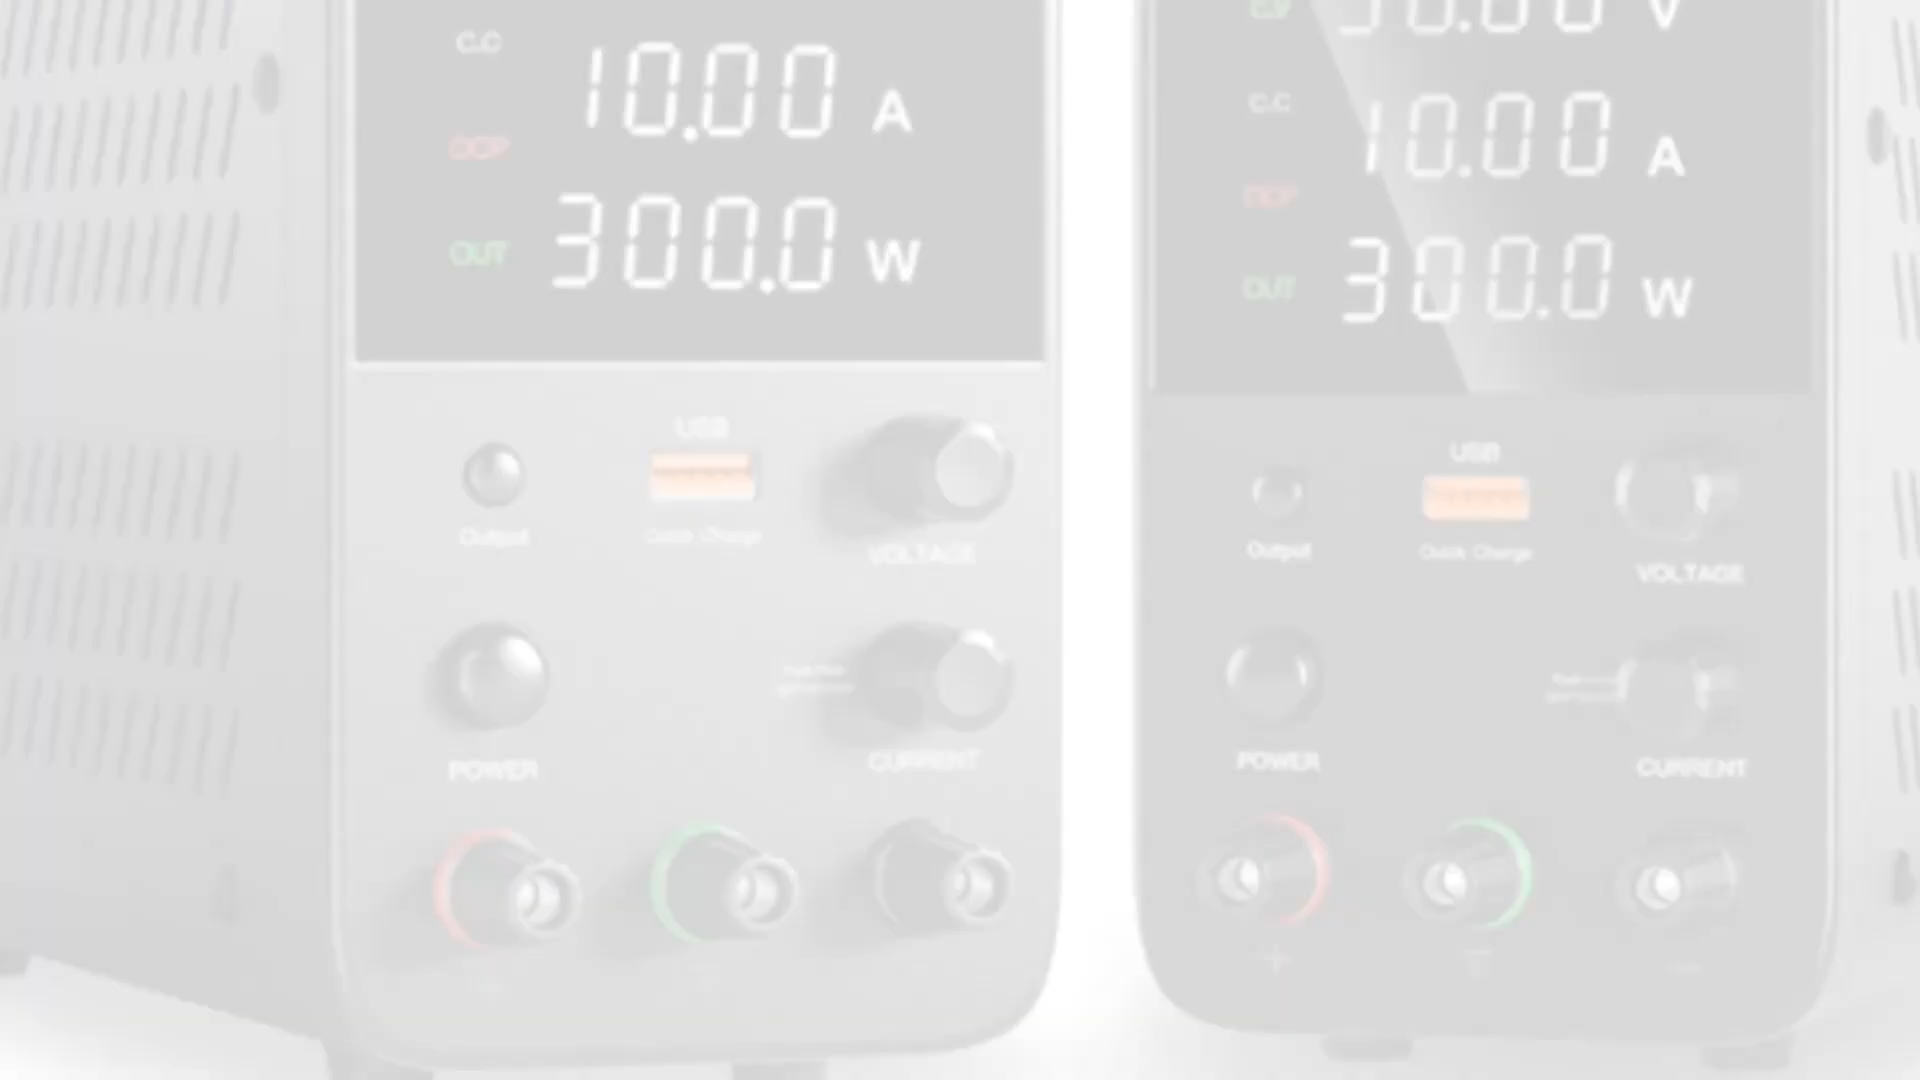 C.C
10.00 A
OCP
300.0 W
OUT
USB
Output
Quick Charge
VOLTAGE
POWER
CURRENT
C.V
30.00 V
C.C
10.00 A
OCP
300.0 W
OUT
USB
Output
Quick Charge
VOLTAGE
POWER
CURRENT
+
-